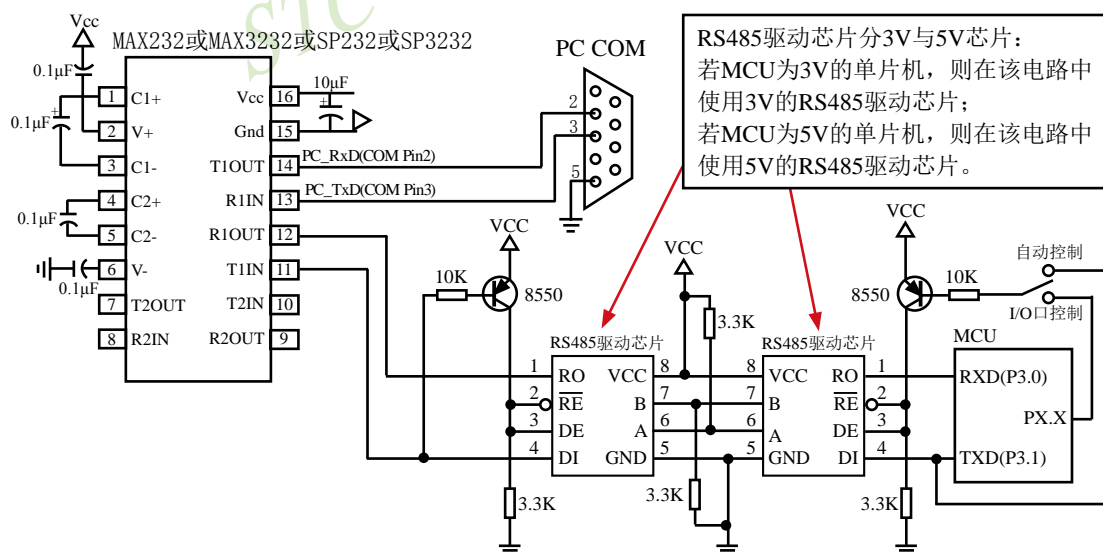 STC
Vcc
MAX232或MAX3232或SP232或SP3232
0.1μF
0.1μF
0.1μF
0.1μF
1 C1+
2 V+
3 C1-
4 C2+
5 C2-
6 V-
7 T2OUT
8 R2IN
Vcc 16
Gnd 15
T1OUT 14
R1IN 13
R1OUT 12
T1IN 11
T2IN 10
R2OUT 9
10μF
PC_RxD(COM Pin2)
PC_TxD(COM Pin3)
PC COM
2
3
5
RS485驱动芯片分3V与5V芯片：
若MCU为3V的单片机，则在该电路中
使用3V的RS485驱动芯片；
若MCU为5V的单片机，则在该电路中
使用5V的RS485驱动芯片。
VCC
10K
8550
3.3K
RS485驱动芯片
1 RO
2 RE
3 DE
4 DI
VCC 8
B 7
A 6
GND 5
VCC
3.3K
3.3K
RS485驱动芯片
8 VCC
7 B
6 A
5 GND
RO 1
RE 2
DE 3
DI 4
VCC
8550
10K
3.3K
自动控制
I/O口控制
MCU
RXD(P3.0)
PX.X
TXD(P3.1)